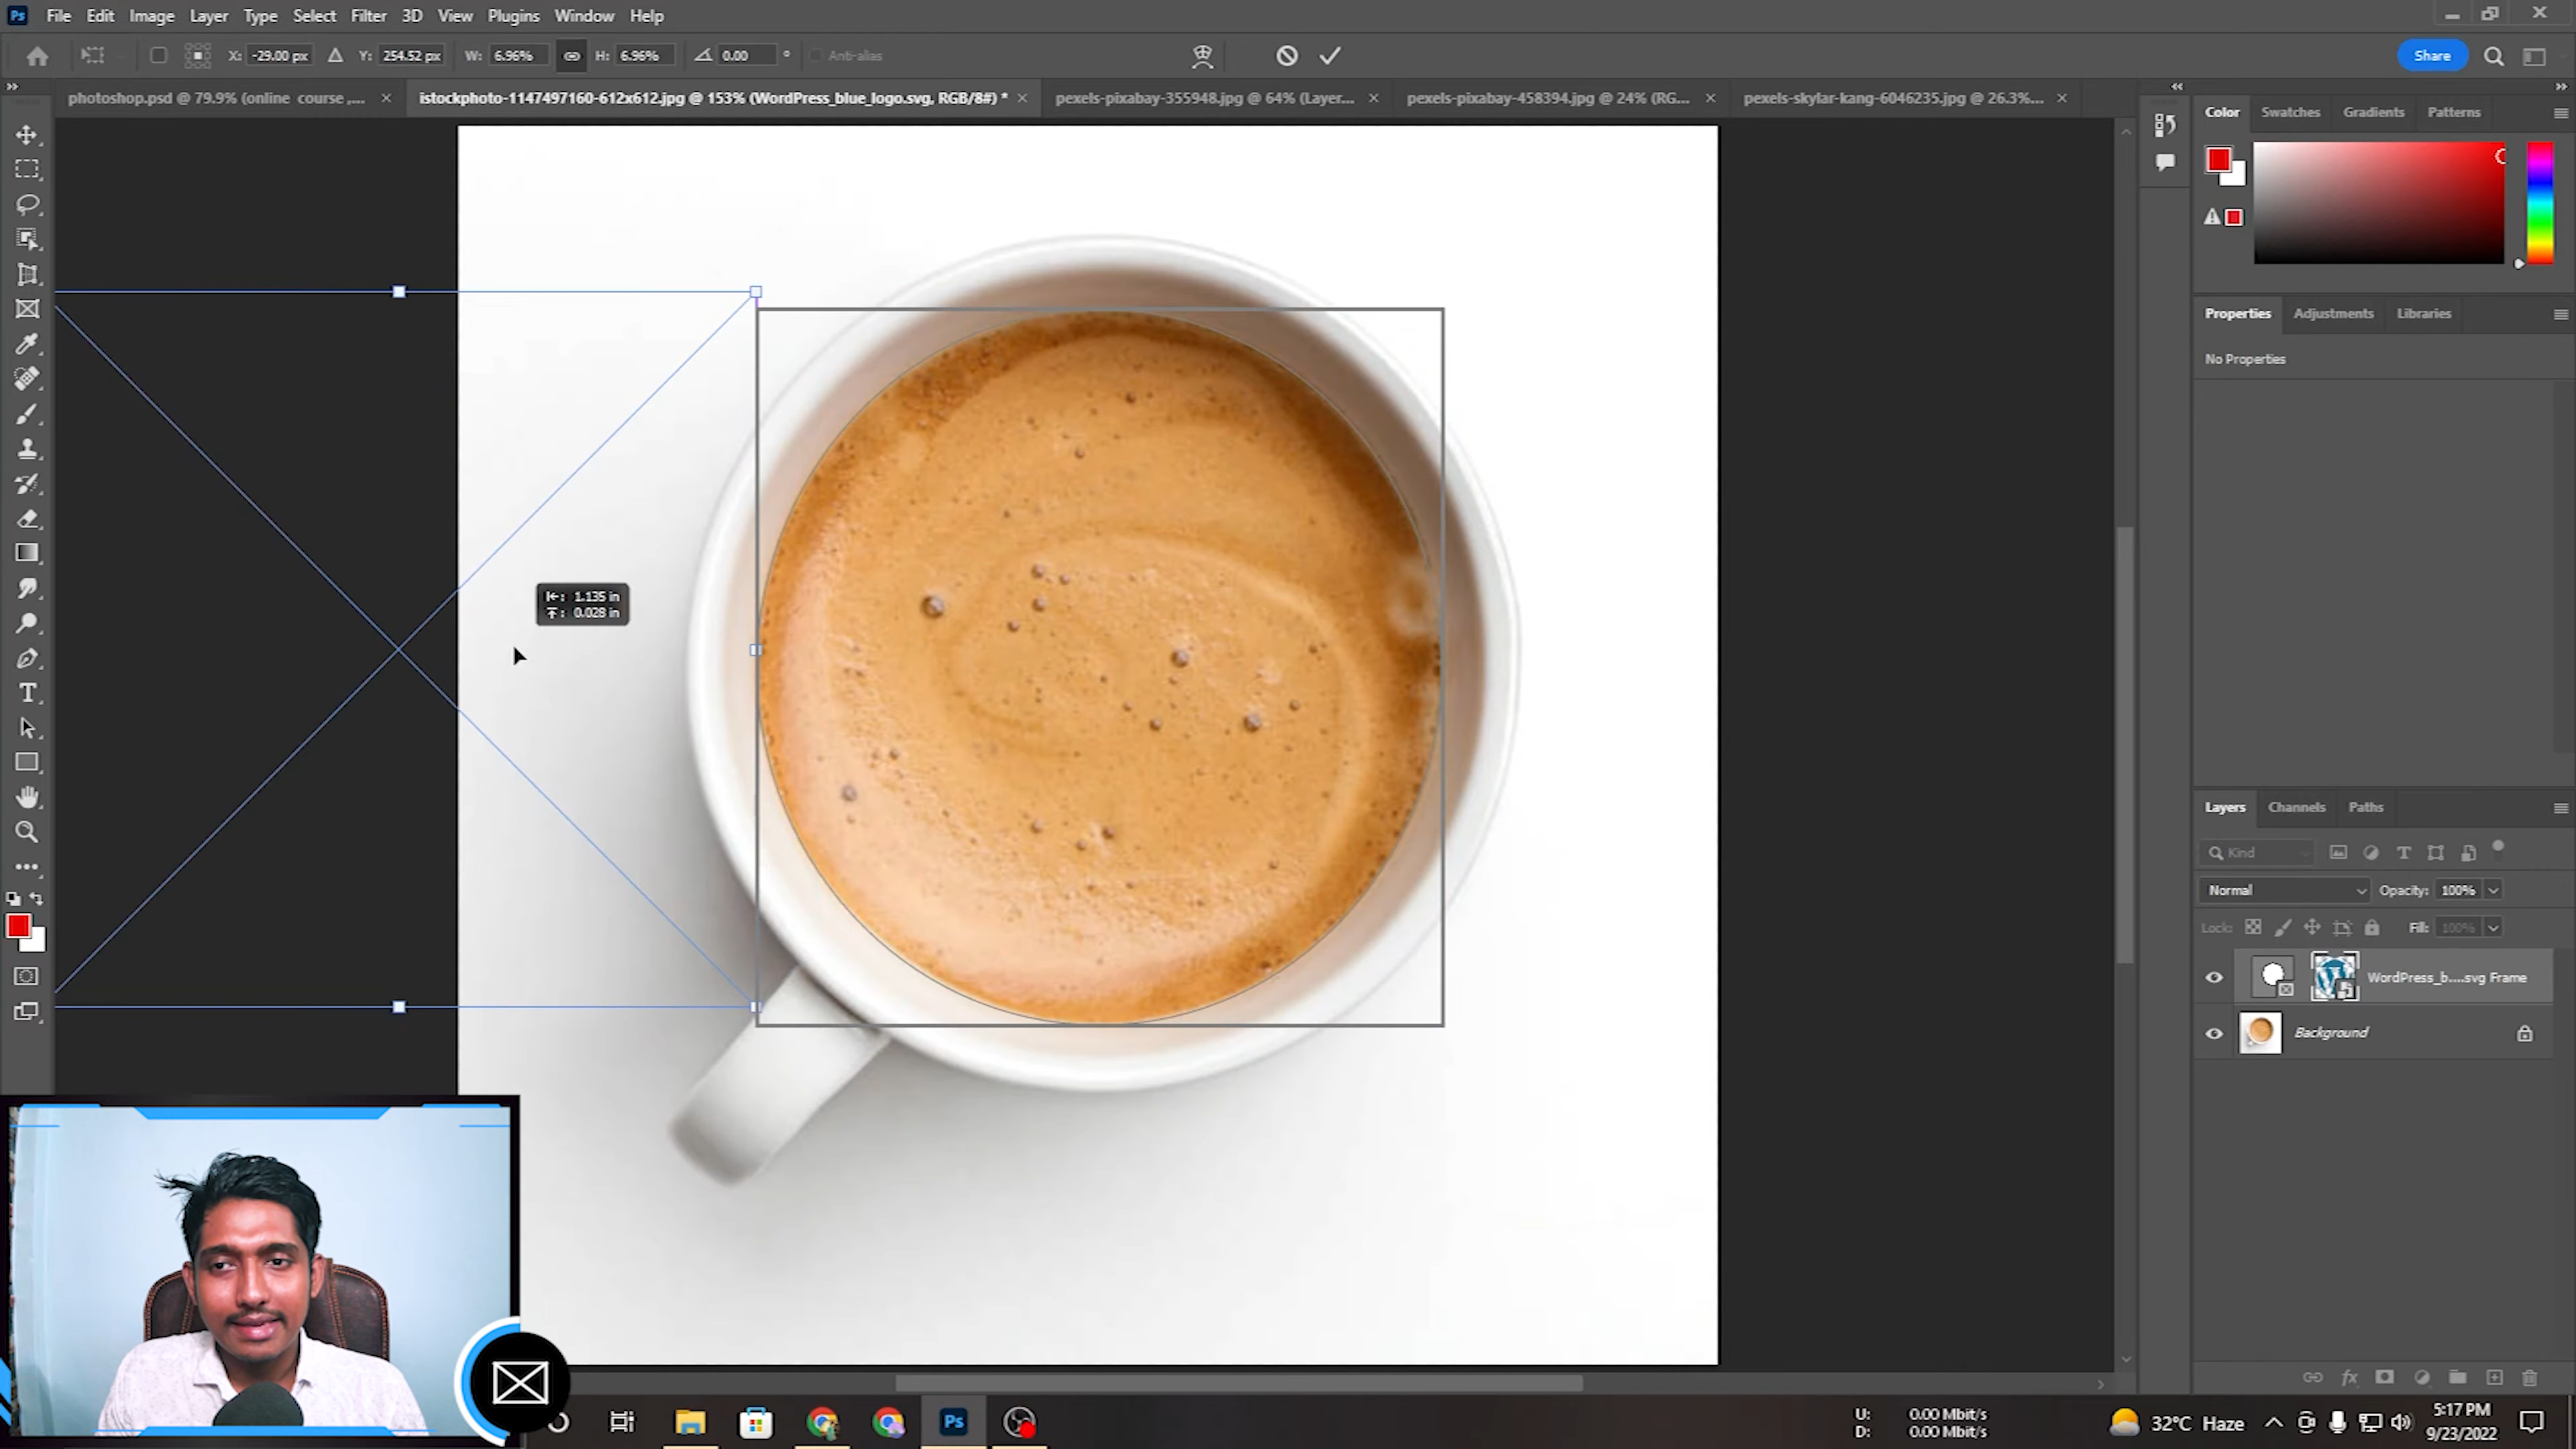 Ps File Edit Image Layer Type Select Filter 3D View Plugins Window Help
X: -29.00 px Y: 254.52 px W: 6.96% H: 6.96% 0.00 ° Anti-alias Share
photoshop.psd @ 79.9% (online course ,... × istockphoto-1147497160-612x612.jpg @ 153% (WordPress_blue_logo.svg, RGB/8#) * × pexels-pixabay-355948.jpg @ 64% (Layer... × pexels-pixabay-458394.jpg @ 24% (RG... × pexels-skylar-kang-6046235.jpg @ 26.3%... ×
Color Swatches Gradients Patterns
Properties Adjustments Libraries
No Properties
1.135 in
0.028 in
Layers Channels Paths
Kind
Normal Opacity: 100%
Lock: Fill: 100%
WordPress_b....svg Frame
Background
fx
Ps
U: 0.00 Mbit/s
D: 0.00 Mbit/s
32°C Haze
5:17 PM
9/23/2022